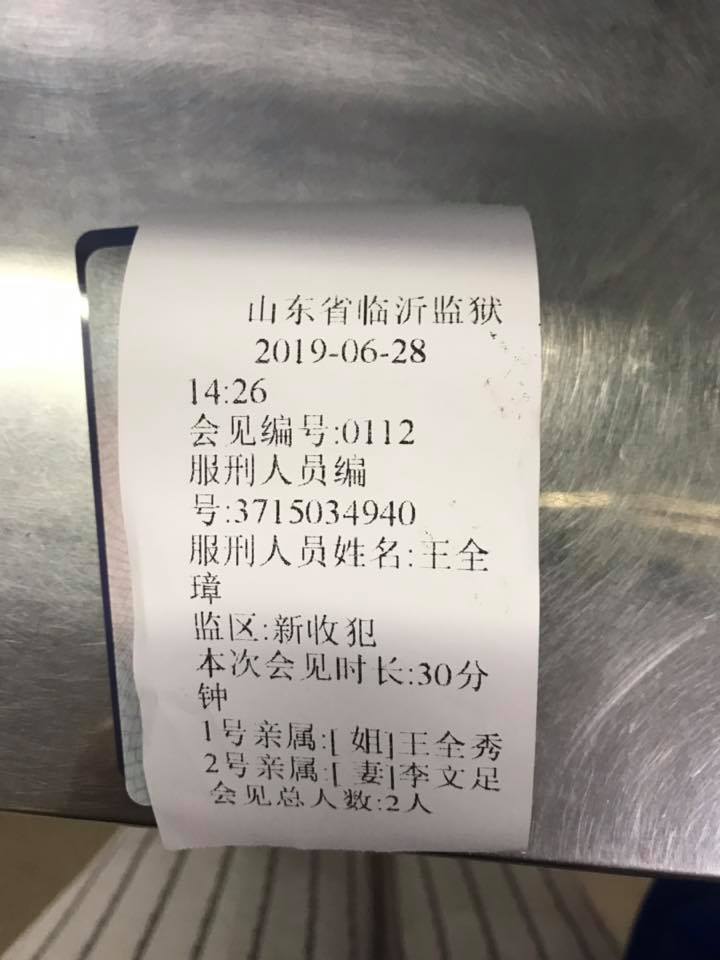 山东省临沂监狱
2019-06-28
14:26
会见编号:0112
服刑人员编
号:3715034940
服刑人员姓名:王全
璋
监区:新收犯
本次会见时长:30分
钟
1号亲属:[ 姐]王全秀
2号亲属:[ 妻]李文足
会见总人数:2人